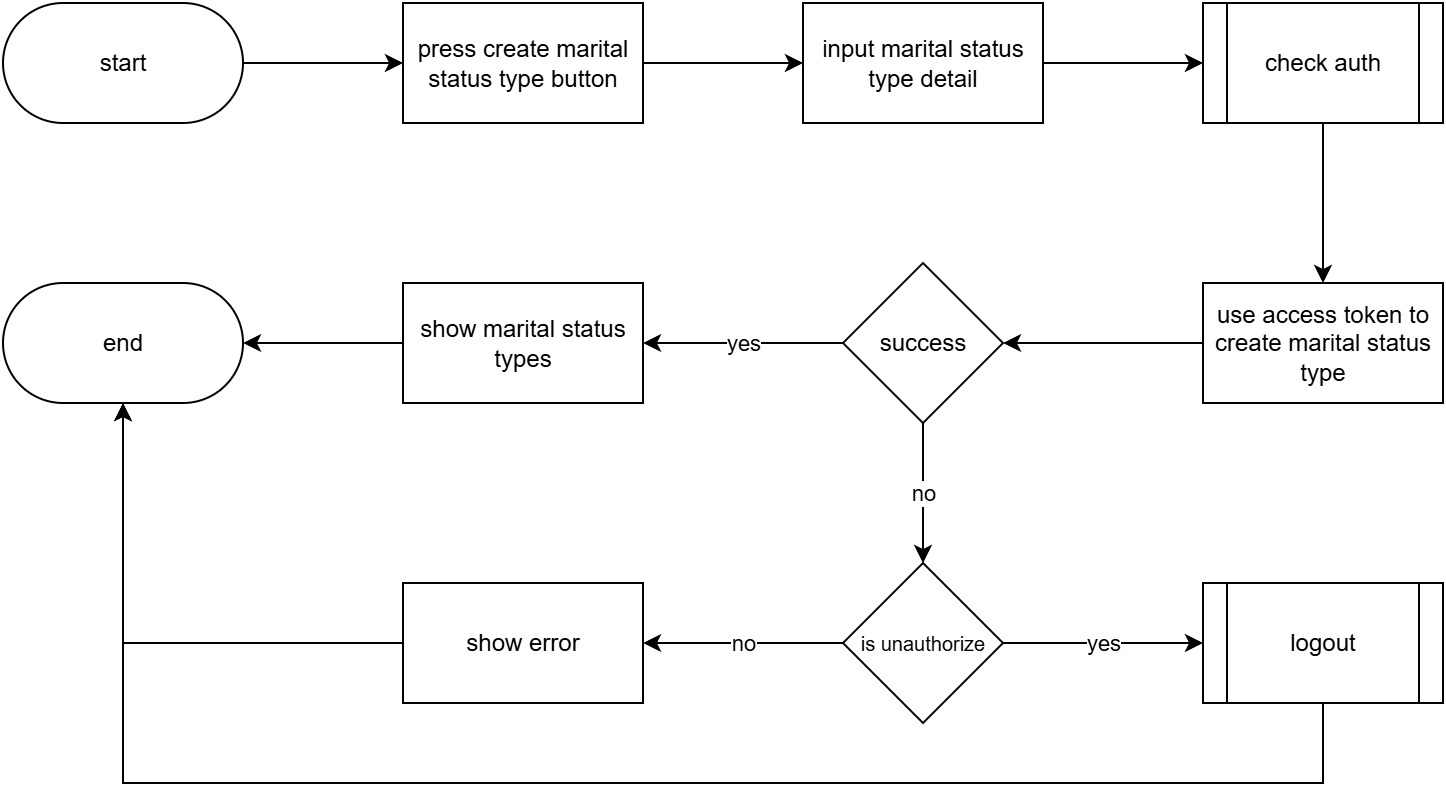 start
press create marital
status type button
input marital status
type detail
check auth
end
show marital status
types
yes
success
use access token to
create marital status
type
no
show error
no
is unauthorize
yes
logout